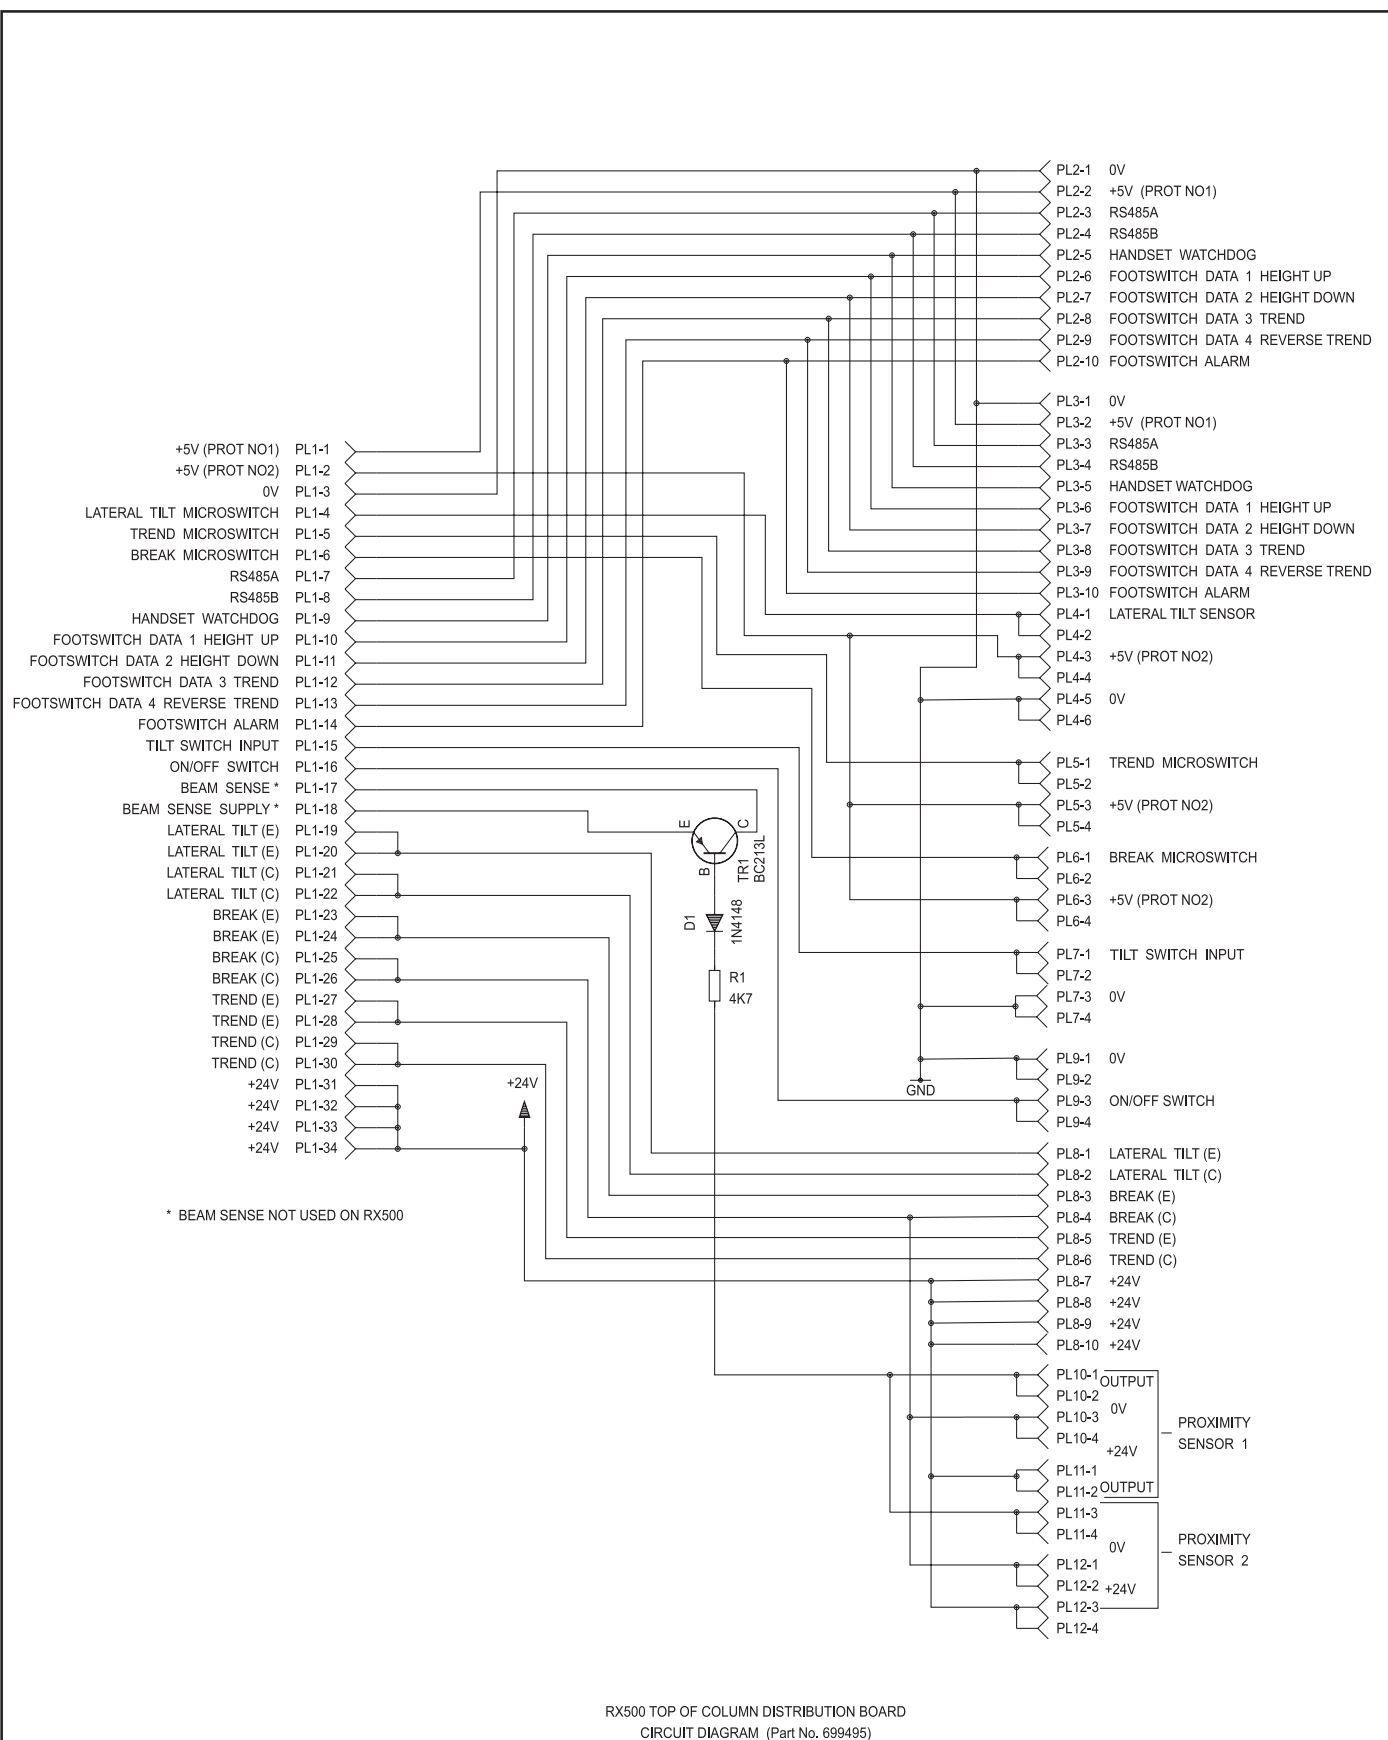 PL2-1 0V
PL2-2 +5V (PROT NO1)
PL2-3 RS485A
PL2-4 RS485B
PL2-5 HANDSET WATCHDOG
PL2-6 FOOTSWITCH DATA 1 HEIGHT UP
PL2-7 FOOTSWITCH DATA 2 HEIGHT DOWN
PL2-8 FOOTSWITCH DATA 3 TREND
PL2-9 FOOTSWITCH DATA 4 REVERSE TREND
PL2-10 FOOTSWITCH ALARM
PL3-1 0V
PL3-2 +5V (PROT NO1)
PL3-3 RS485A
PL3-4 RS485B
PL3-5 HANDSET WATCHDOG
PL3-6 FOOTSWITCH DATA 1 HEIGHT UP
PL3-7 FOOTSWITCH DATA 2 HEIGHT DOWN
PL3-8 FOOTSWITCH DATA 3 TREND
PL3-9 FOOTSWITCH DATA 4 REVERSE TREND
PL3-10 FOOTSWITCH ALARM
PL4-1 LATERAL TILT SENSOR
PL4-2
PL4-3 +5V (PROT NO2)
PL4-4
PL4-5 0V
PL4-6
PL5-1 TREND MICROSWITCH
PL5-2
PL5-3 +5V (PROT NO2)
PL5-4
PL6-1 BREAK MICROSWITCH
PL6-2
PL6-3 +5V (PROT NO2)
PL6-4
PL7-1 TILT SWITCH INPUT
PL7-2
PL7-3 0V
PL7-4
PL9-1 0V
PL9-2
PL9-3 ON/OFF SWITCH
PL9-4
PL8-1 LATERAL TILT (E)
PL8-2 LATERAL TILT (C)
PL8-3 BREAK (E)
PL8-4 BREAK (C)
PL8-5 TREND (E)
PL8-6 TREND (C)
PL8-7 +24V
PL8-8 +24V
PL8-9 +24V
PL8-10 +24V
PL10-1
OUTPUT
PL10-2
0V
PL10-3
PL10-4
+24V
PL11-1
PL11-2 OUTPUT
PROXIMITY
SENSOR 1
PL11-3
PL11-4
0V
PL12-1
PL12-2 +24V
PL12-3
PL12-4
PROXIMITY
SENSOR 2
+5V (PROT NO1) PL1-1
+5V (PROT NO2) PL1-2
0V PL1-3
LATERAL TILT MICROSWITCH PL1-4
TREND MICROSWITCH PL1-5
BREAK MICROSWITCH PL1-6
RS485A PL1-7
RS485B PL1-8
HANDSET WATCHDOG PL1-9
FOOTSWITCH DATA 1 HEIGHT UP PL1-10
FOOTSWITCH DATA 2 HEIGHT DOWN PL1-11
FOOTSWITCH DATA 3 TREND PL1-12
FOOTSWITCH DATA 4 REVERSE TREND PL1-13
FOOTSWITCH ALARM PL1-14
TILT SWITCH INPUT PL1-15
ON/OFF SWITCH PL1-16
BEAM SENSE * PL1-17
BEAM SENSE SUPPLY * PL1-18
LATERAL TILT (E) PL1-19
LATERAL TILT (E) PL1-20
LATERAL TILT (C) PL1-21
LATERAL TILT (C) PL1-22
BREAK (E) PL1-23
BREAK (E) PL1-24
BREAK (C) PL1-25
BREAK (C) PL1-26
TREND (E) PL1-27
TREND (E) PL1-28
TREND (C) PL1-29
TREND (C) PL1-30
+24V PL1-31
+24V PL1-32
+24V PL1-33
+24V PL1-34
+24V
E
C
B
TR1
BC213L
D1
1N4148
R1
4K7
GND
* BEAM SENSE NOT USED ON RX500
RX500 TOP OF COLUMN DISTRIBUTION BOARD
CIRCUIT DIAGRAM (Part No. 699495)